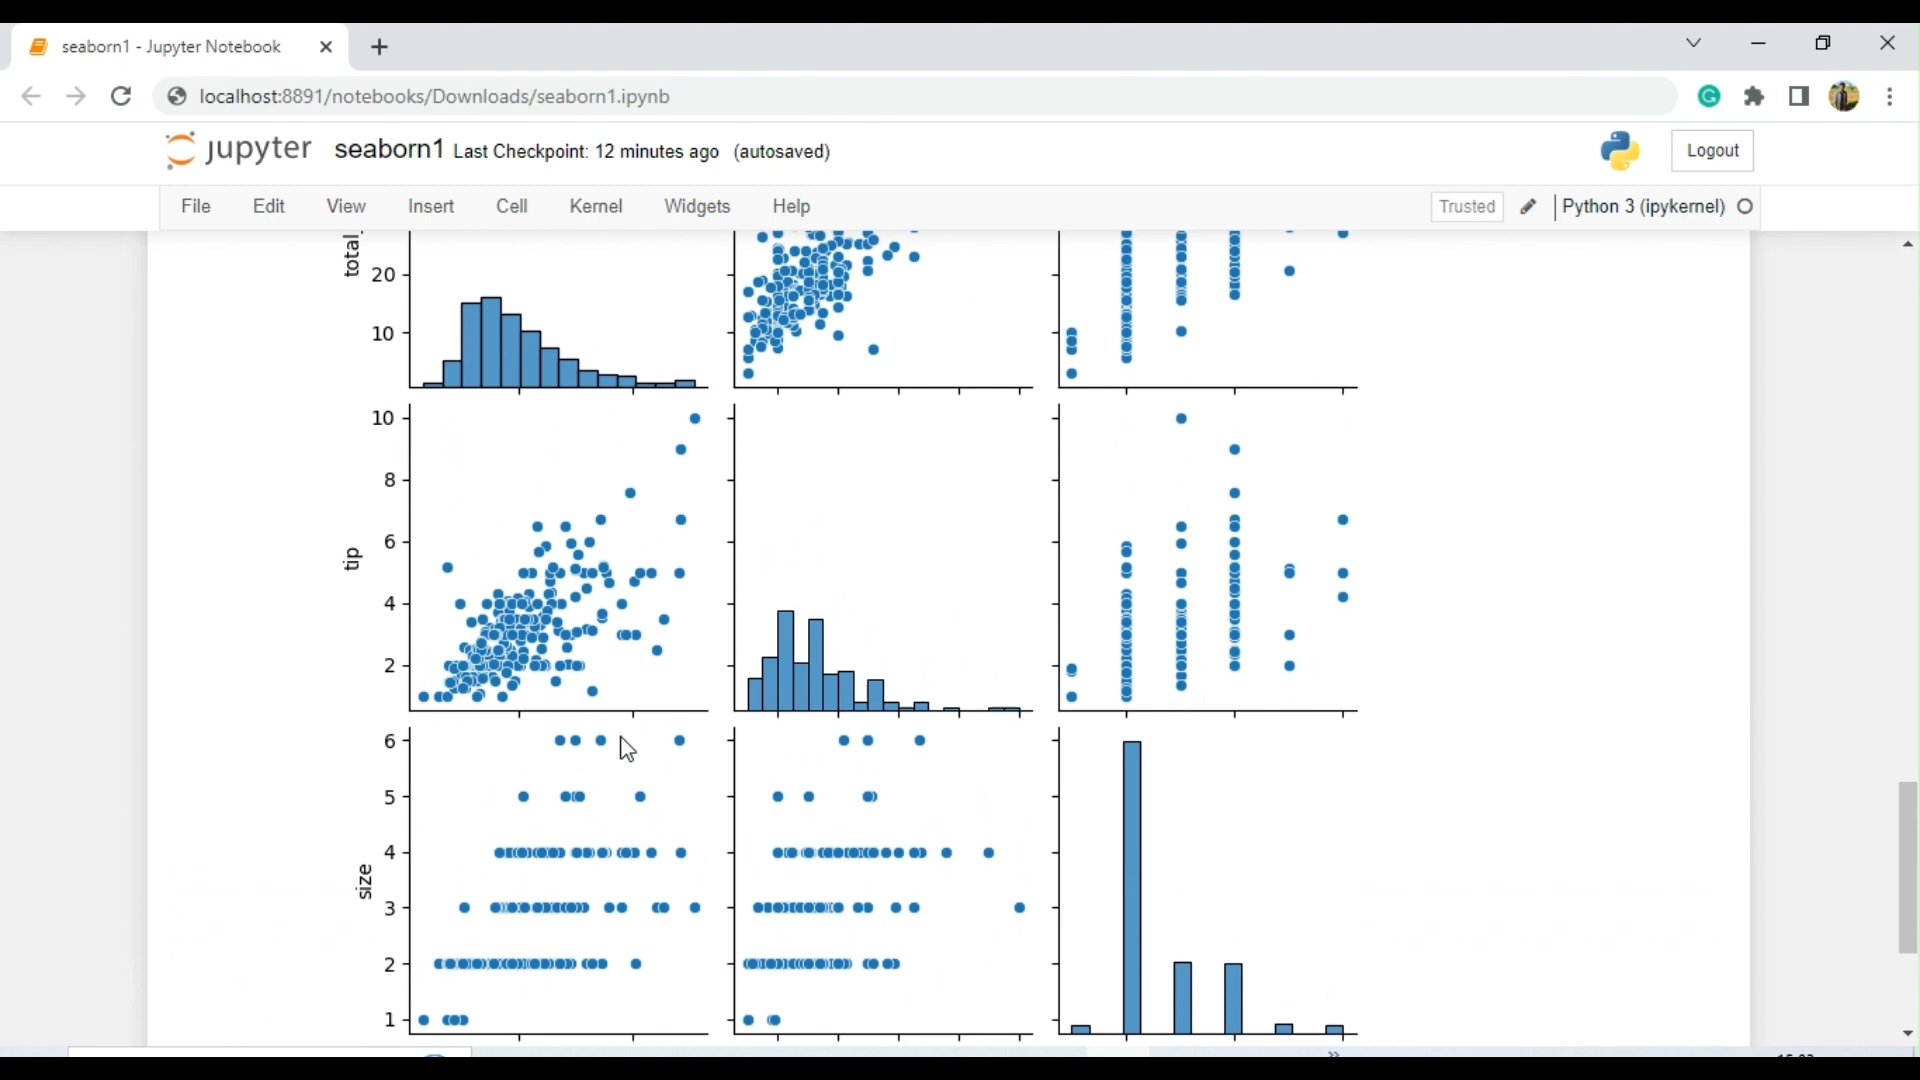 seaborn1 - Jupyter Notebook
localhost:8891/notebooks/Downloads/seaborn1.ipynb
jupyter seaborn1 Last Checkpoint: 12 minutes ago (autosaved)
Logout
File Edit View Insert Cell Kernel Widgets Help
Trusted Python 3 (ipykernel)
total_
20
10
10
8
6
4
2
tip
6
5
4
3
2
1
size